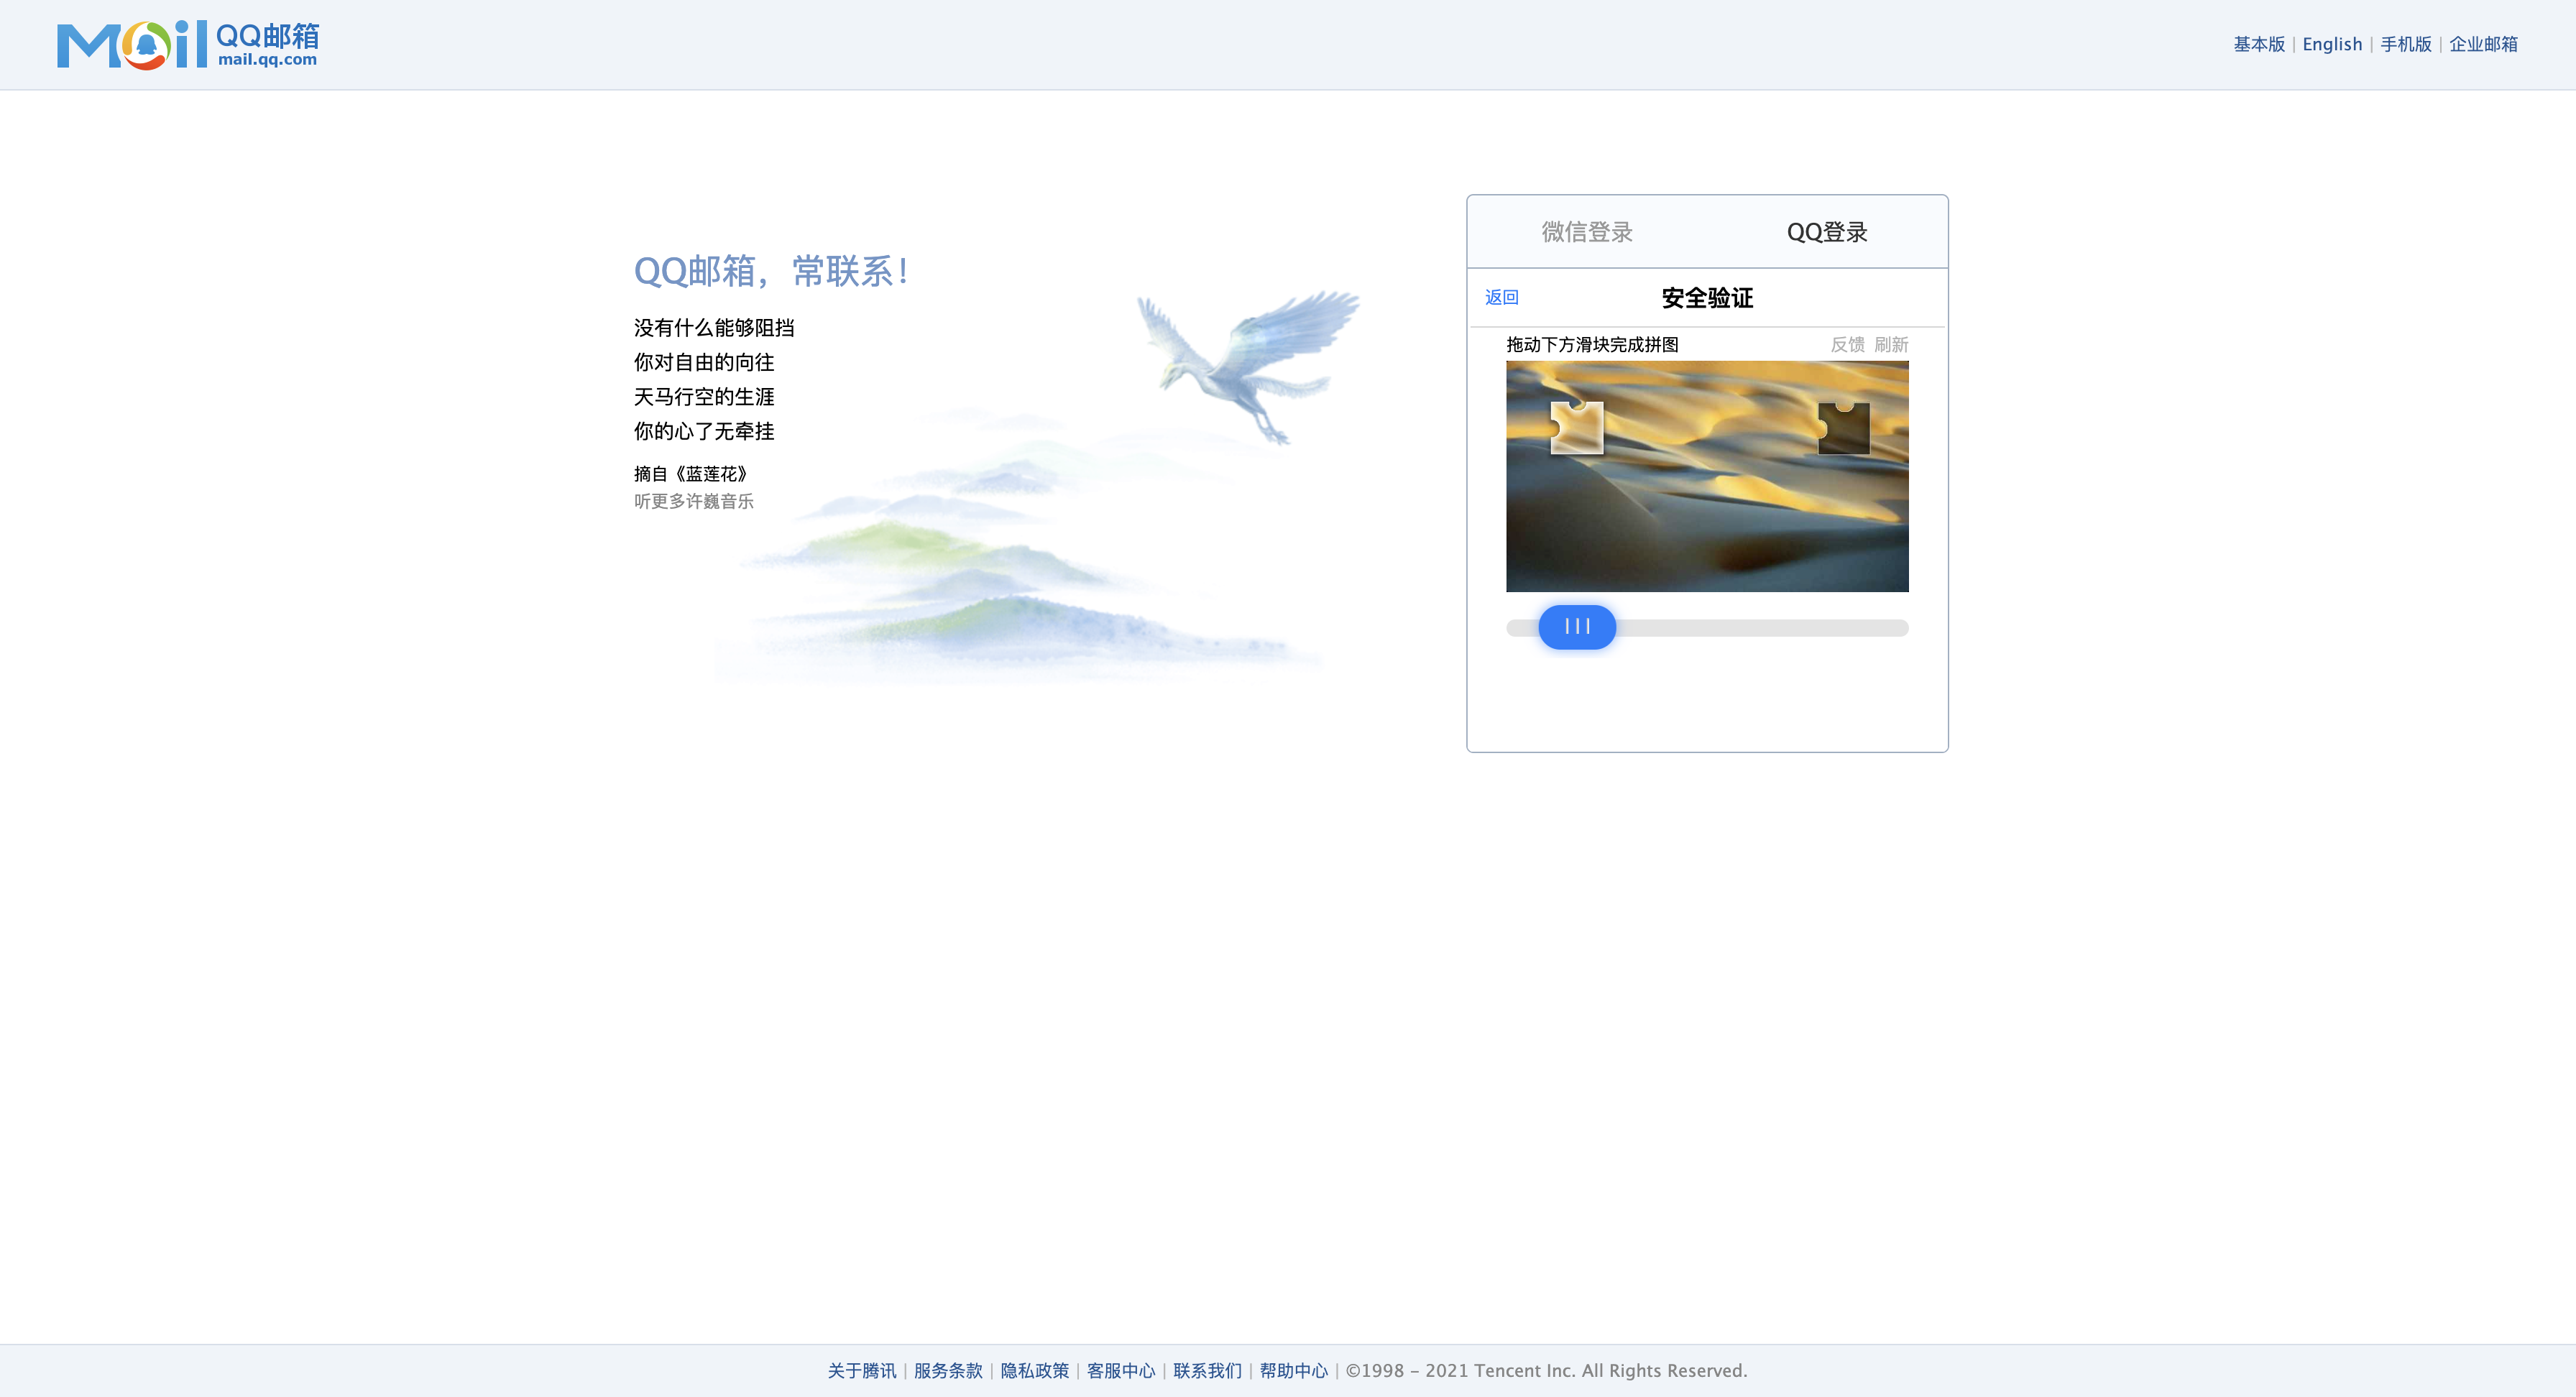 Mail QQ邮箱
mail.qq.com
基本版 | English | 手机版 | 企业邮箱
QQ邮箱，常联系！
没有什么能够阻挡
你对自由的向往
天马行空的生涯
你的心了无牵挂
摘自《蓝莲花》
听更多许巍音乐
微信登录 QQ登录
返回 安全验证
拖动下方滑块完成拼图 反馈 刷新
关于腾讯 | 服务条款 | 隐私政策 | 客服中心 | 联系我们 | 帮助中心 | ©1998 - 2021 Tencent Inc. All Rights Reserved.